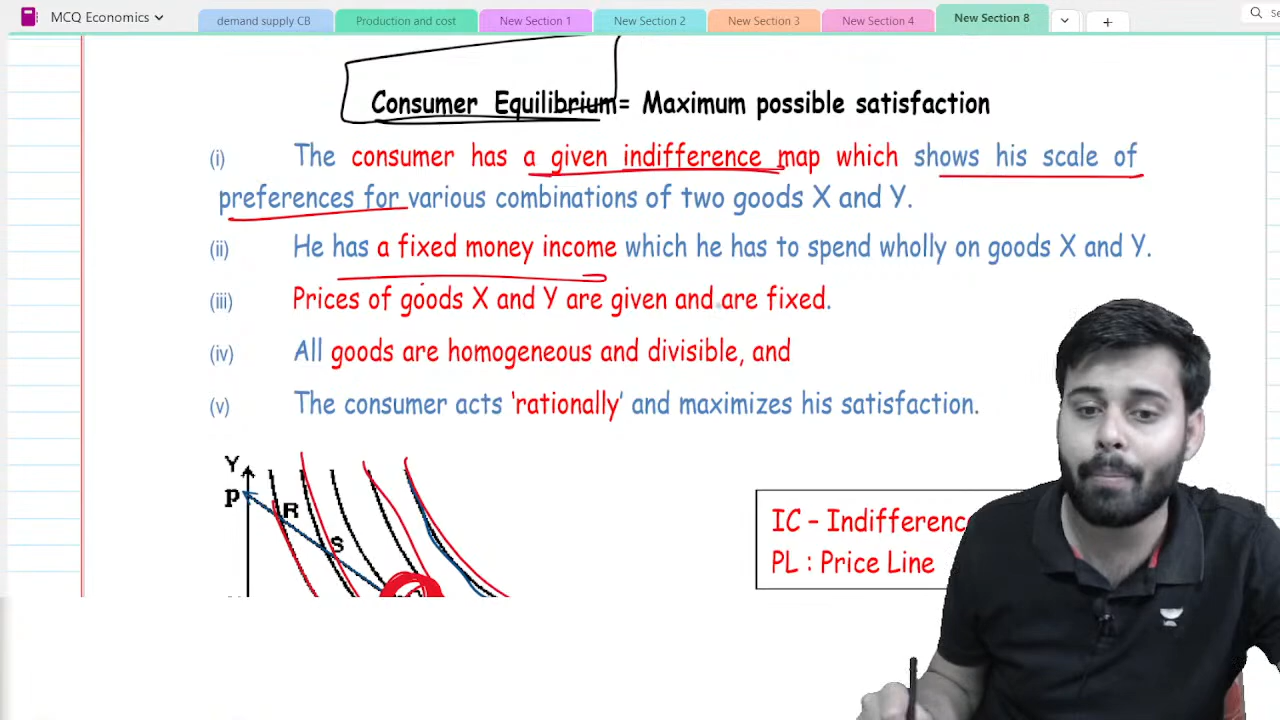 MCQ Economics
demand supply CB
Production and cost
New Section 1
New Section 2
New Section 3
New Section 4
New Section 8
Consumer Equilibrium= Maximum possible satisfaction
(i) The consumer has a given indifference map which shows his scale of
preferences for various combinations of two goods X and Y.
(ii) He has a fixed money income which he has to spend wholly on goods X and Y.
(iii) Prices of goods X and Y are given and are fixed.
(iv) All goods are homogeneous and divisible, and
(v) The consumer acts ‘rationally’ and maximizes his satisfaction.
Y
P
R
S
IC – Indifferenc
PL : Price Line